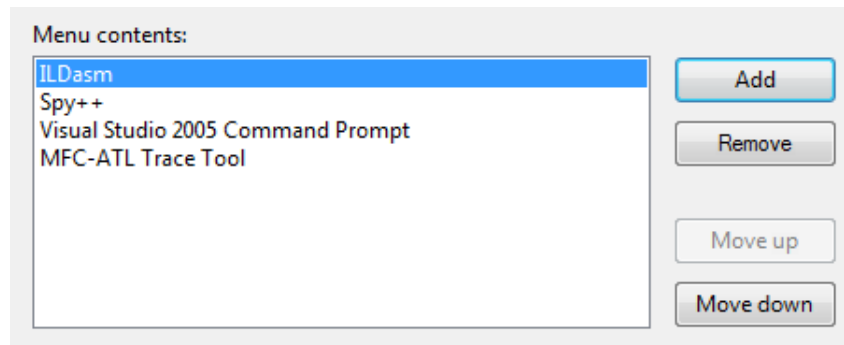 Menu contents:
ILDasm
Spy++
Visual Studio 2005 Command Prompt
MFC-ATL Trace Tool
Add
Remove
Move up
Move down